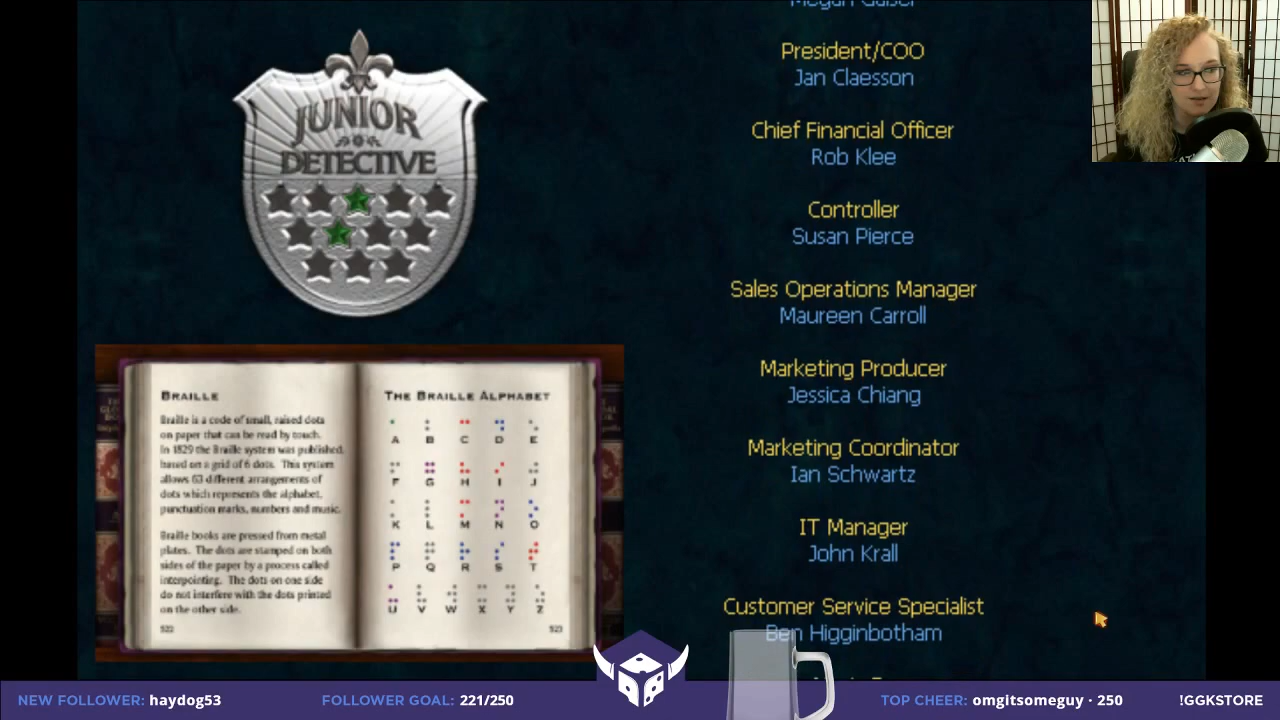 JUNIOR
DETECTIVE
BRAILLE
Braille is a code of small, raised dots
on paper that can be read by touch.
In 1829 the Braille system was published,
based on a grid of 6 dots. This system
allows 63 different arrangements of
dots which represents the alphabet,
punctuation marks, numbers and music.
Braille books are pressed from metal
plates. The dots are stamped on both
sides of the paper by a process called
interpointing. The dots on one side
do not interfere with the dots printed
on the other side.
522
THE BRAILLE ALPHABET
A B C D E
F G H I J
K L M N O
P Q R S T
U V W X Y Z
523
Megan Gaiser
President/COO
Jan Claesson
Chief Financial Officer
Rob Klee
Controller
Susan Pierce
Sales Operations Manager
Maureen Carroll
Marketing Producer
Jessica Chiang
Marketing Coordinator
Ian Schwartz
IT Manager
John Krall
Customer Service Specialist
Ben Higginbotham
NEW FOLLOWER: haydog53
FOLLOWER GOAL: 221/250
TOP CHEER: omgitsomeguy · 250
!GGKSTORE